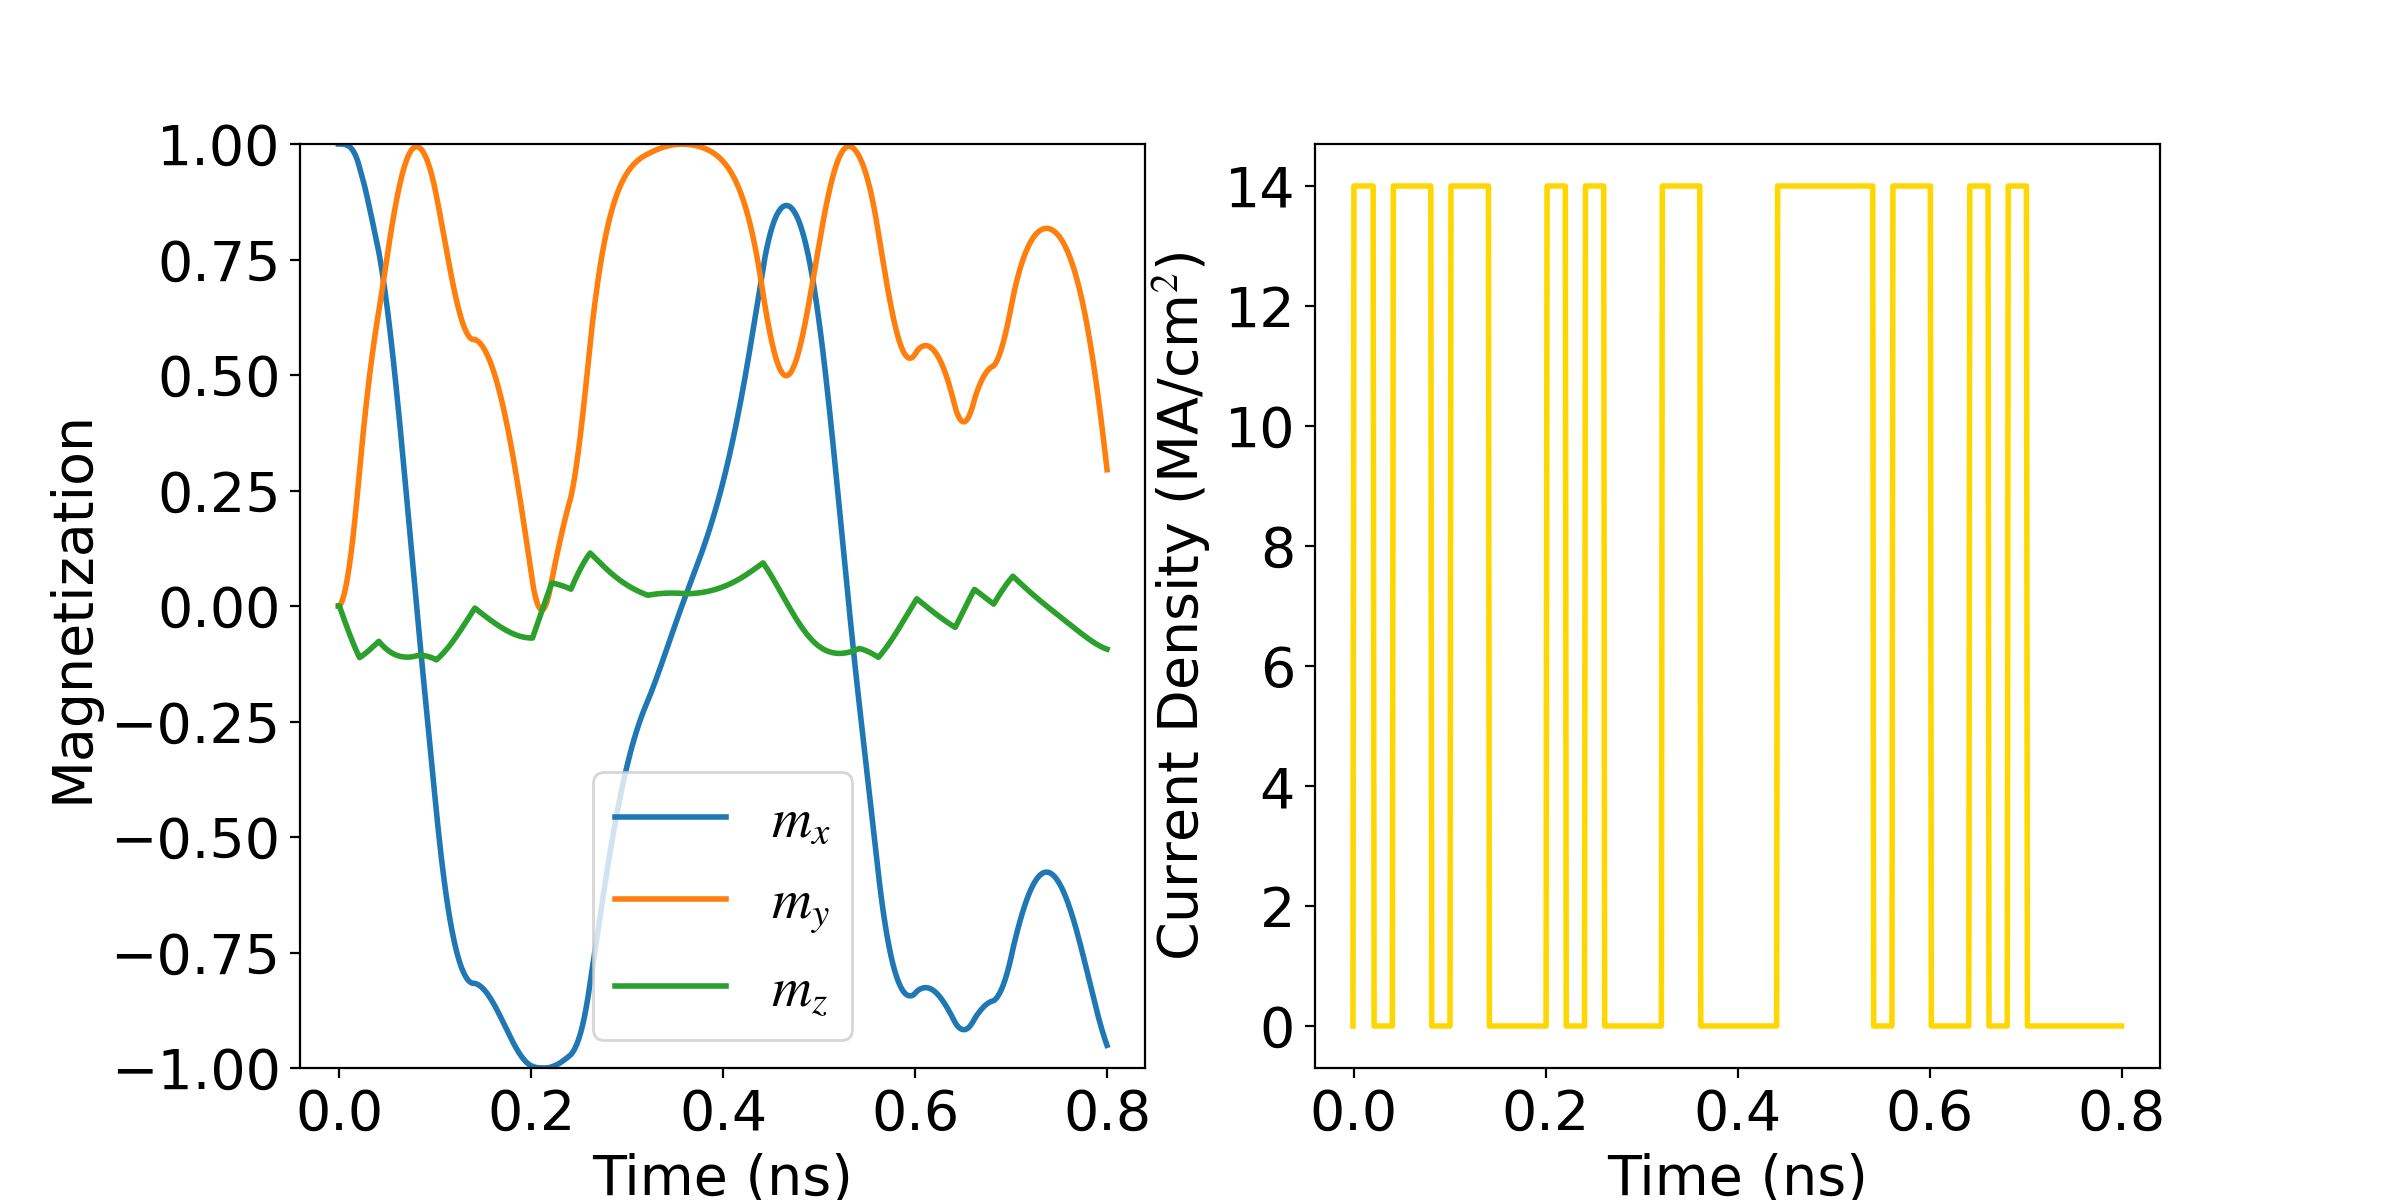 Magnetization
1.00
0.75
0.50
0.25
0.00
−0.25
−0.50
−0.75
−1.00
0.0 0.2 0.4 0.6 0.8
Time (ns)
m_x
m_y
m_z
Current Density (MA/cm²)
14
12
10
8
6
4
2
0
0.0 0.2 0.4 0.6 0.8
Time (ns)